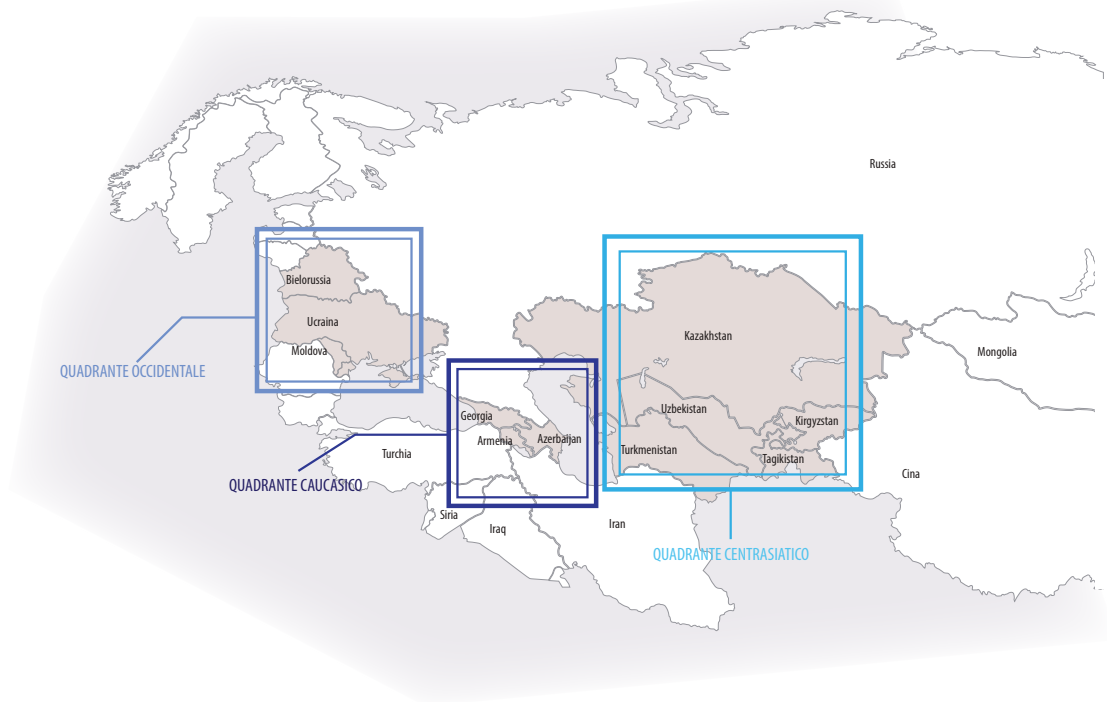 Russia
Bielorussia
Ucraina
Kazakhstan
Moldova
Mongolia
QUADRANTE OCCIDENTALE
Uzbekistan
Georgia
Kirgyzstan
Armenia
Azerbaijan
Turkmenistan
Turchia
Tagikistan
Cina
QUADRANTE CAUCASICO
Siria
Iraq
Iran
QUADRANTE CENTRASIATICO